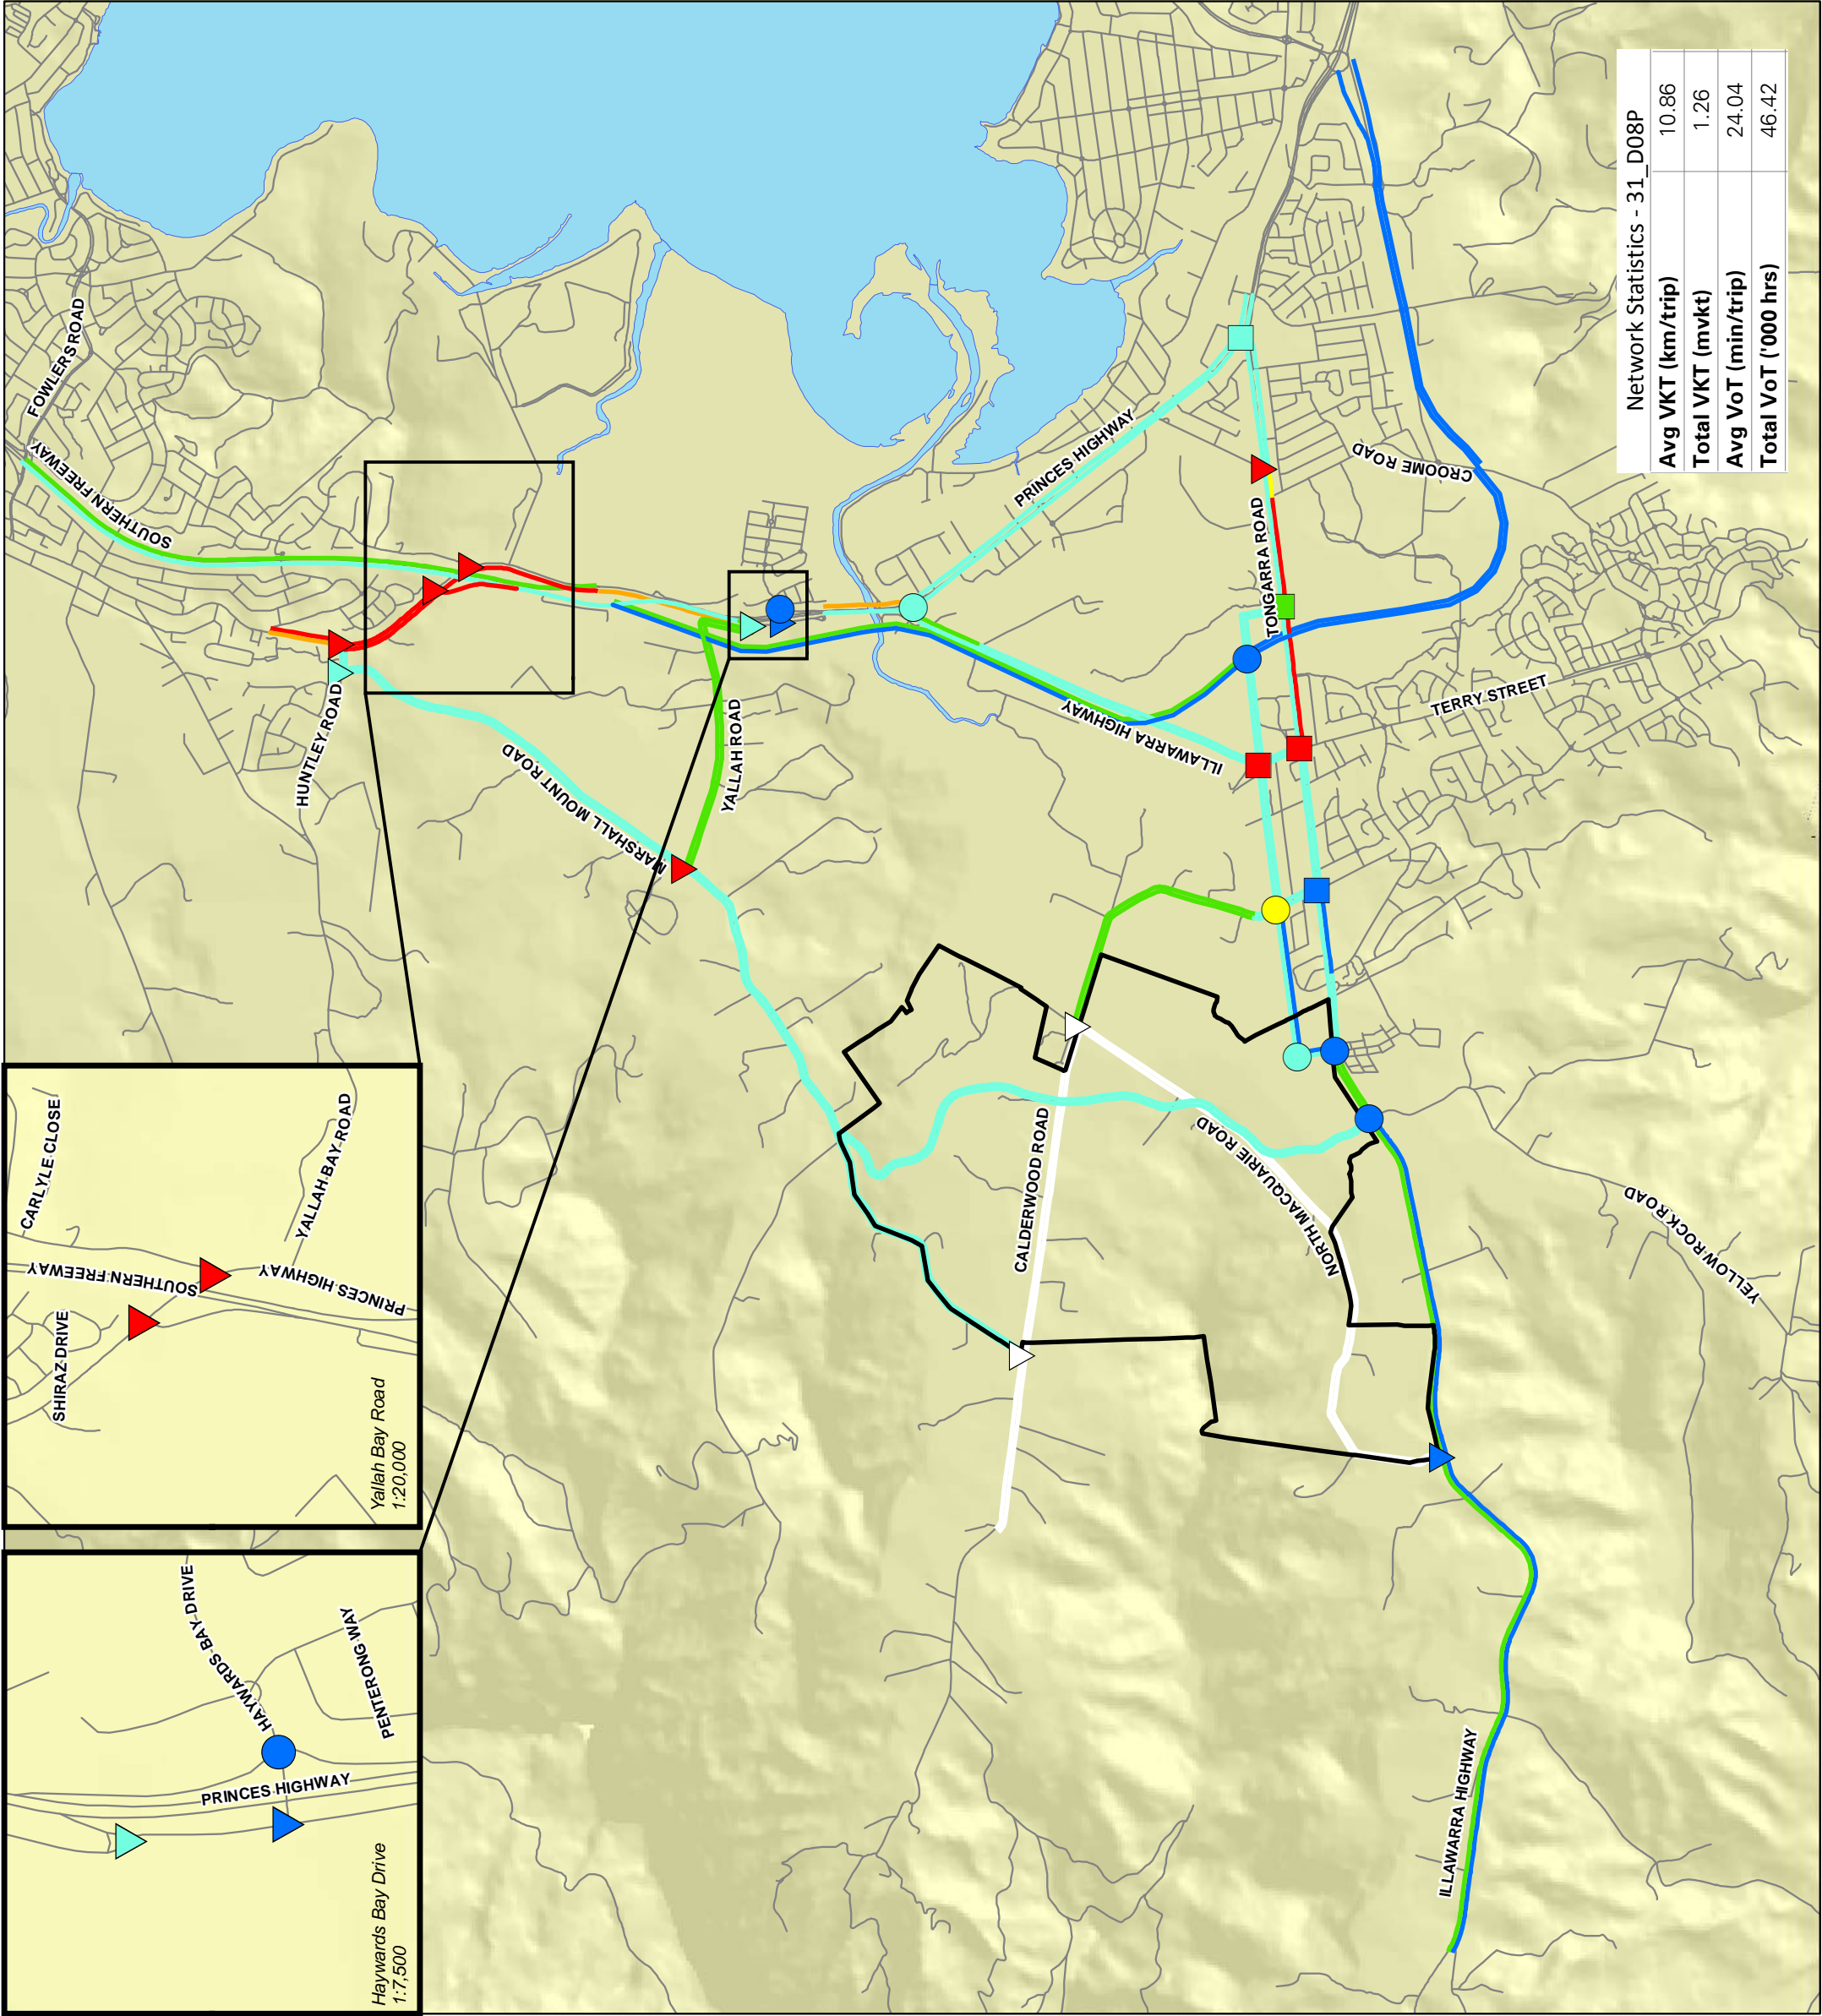 Haywards Bay Drive
1:7,500
HAYWARDS BAY DRIVE
PENTERONG WAY
PRINCES HIGHWAY
Yallah Bay Road
1:20,000
CARLYLE CLOSE
YALLAH BAY ROAD
SOUTHERN FREEWAY
PRINCES HIGHWAY
SHIRAZ DRIVE
FOWLERS ROAD
SOUTHERN FREEWAY
HUNTLEY ROAD
MARSHALL MOUNT ROAD
YALLAH ROAD
PRINCES HIGHWAY
ILLAWARRA HIGHWAY
TONGARRA ROAD
CROOME ROAD
TERRY STREET
CALDERWOOD ROAD
NORTH MACQUARIE ROAD
YELLOW ROCK ROAD
ILLAWARRA HIGHWAY
Network Statistics - 31_D08P
Avg VKT (km/trip) 10.86
Total VKT (mvkt) 1.26
Avg VoT (min/trip) 24.04
Total VoT ('000 hrs) 46.42